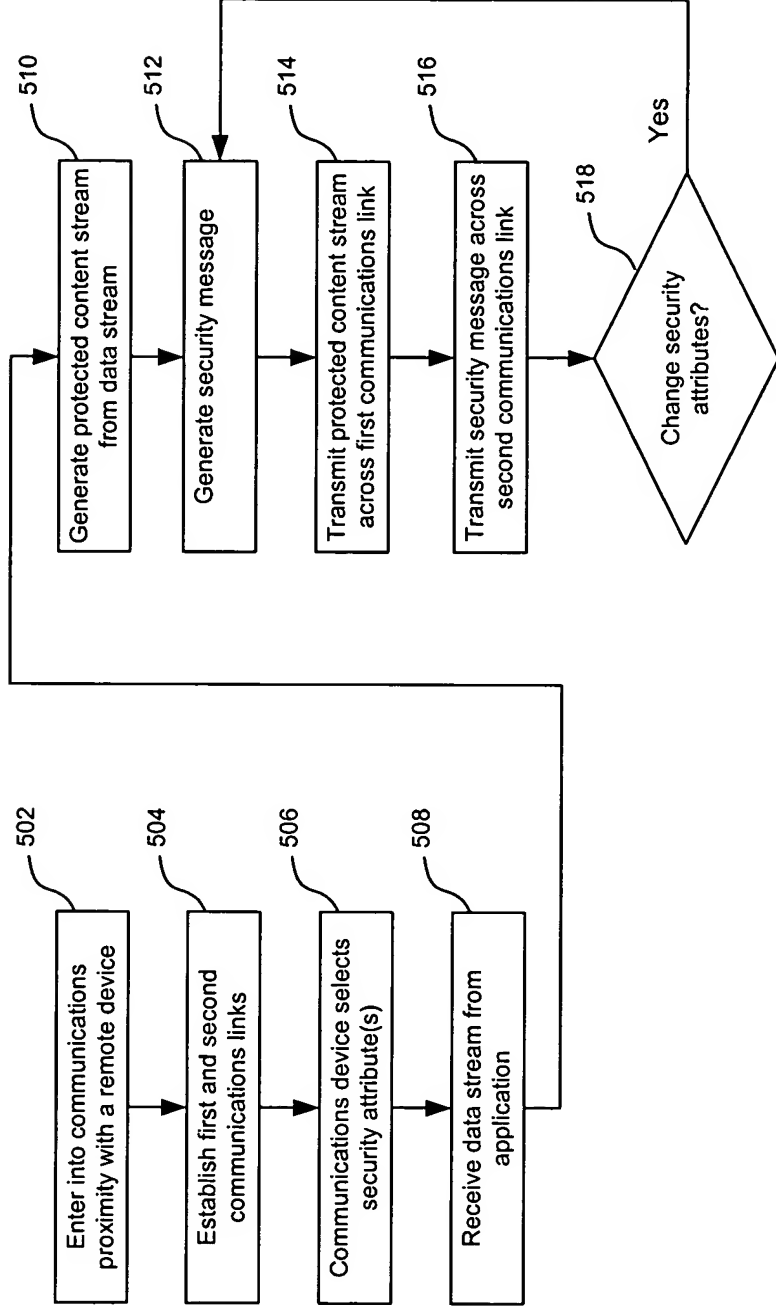 502
Enter into communications
proximity with a remote device
504
Establish first and second
communications links
506
Communications device selects
security attribute(s)
508
Receive data stream from
application
510
Generate protected content stream
from data stream
512
Generate security message
514
Transmit protected content stream
across first communications link
516
Transmit security message across
second communications link
518
Change security
attributes?
Yes